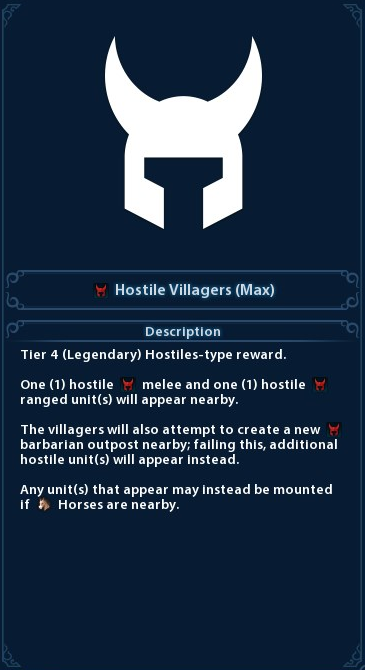 Hostile Villagers (Max)
Description
Tier 4 (Legendary) Hostiles-type reward.
One (1) hostile melee and one (1) hostile
ranged unit(s) will appear nearby.
The villagers will also attempt to create a new
barbarian outpost nearby; failing this, additional
hostile unit(s) will appear instead.
Any unit(s) that appear may instead be mounted
if Horses are nearby.